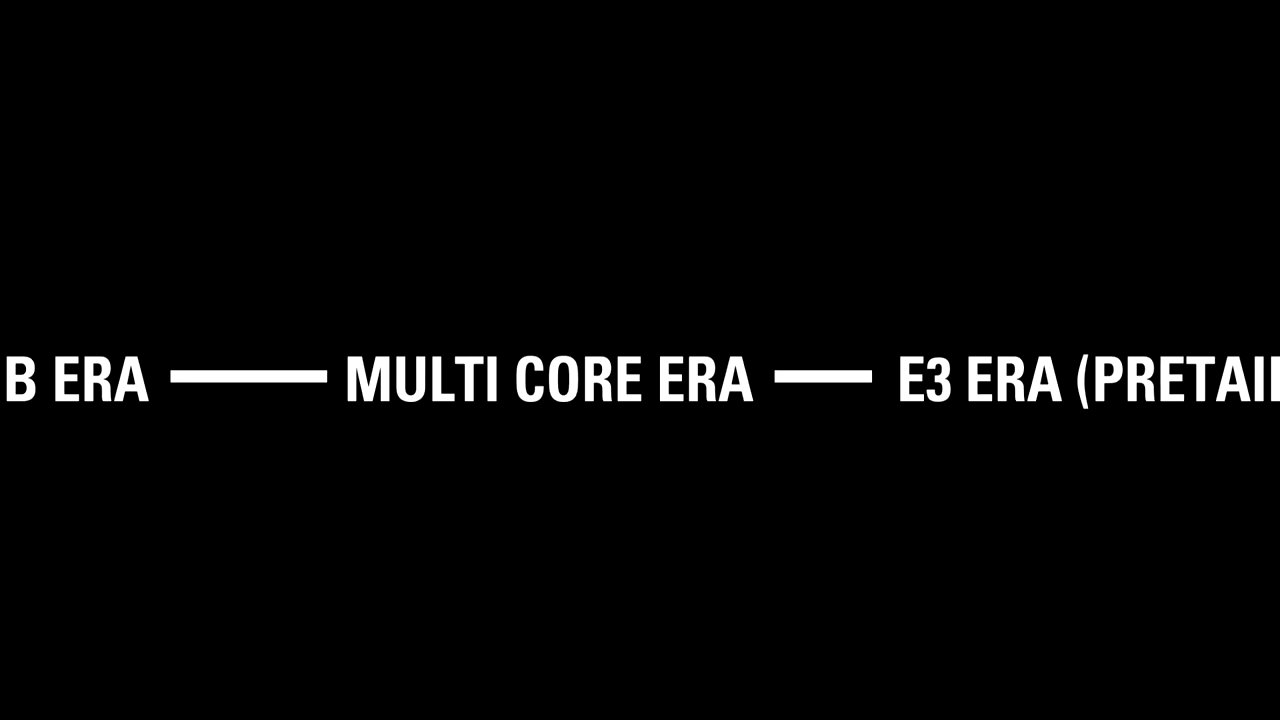 B ERA — MULTI CORE ERA — E3 ERA (PRETAI